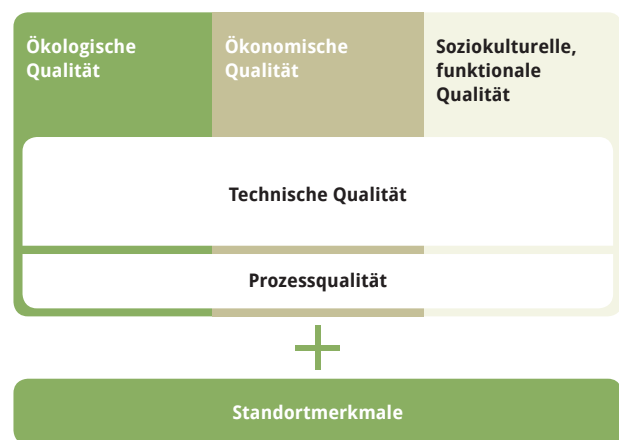 Ökologische
Qualität
Ökonomische
Qualität
Soziokulturelle,
funktionale
Qualität
Technische Qualität
Prozessqualität
+
Standortmerkmale